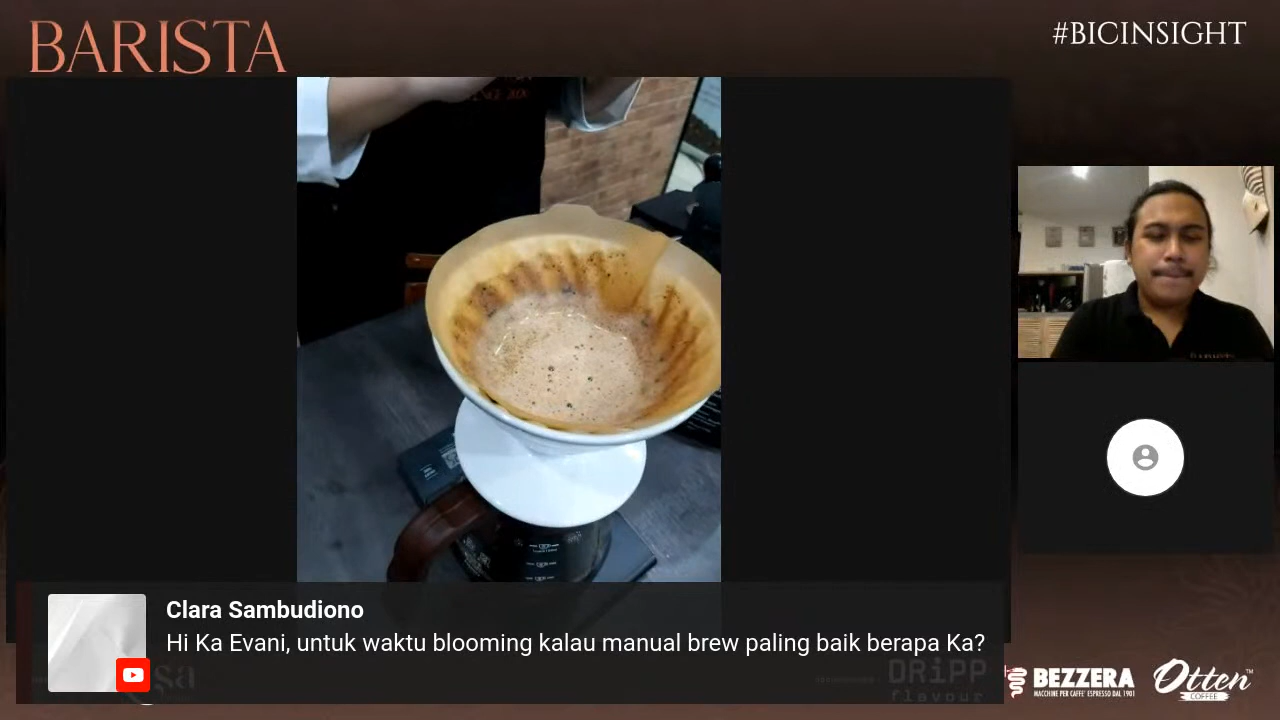 BARISTA
#BICINSIGHT
Clara Sambudiono
Hi Ka Evani, untuk waktu blooming kalau manual brew paling baik berapa Ka?
DRiPP
flavour
BEZZERA
MACCHINE PER CAFFE' ESPRESSO DAL 1901
Otten
COFFEE